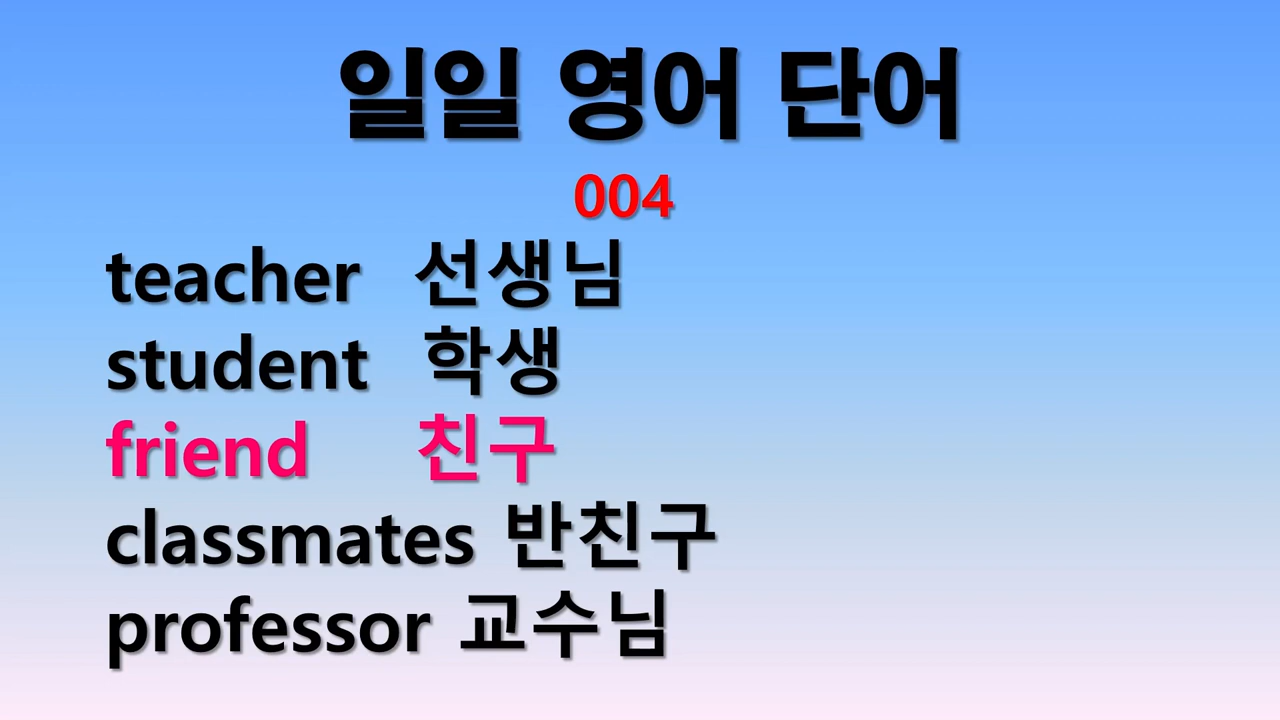 일일 영어 단어
004
teacher 선생님
student 학생
friend 친구
classmates 반친구
professor 교수님